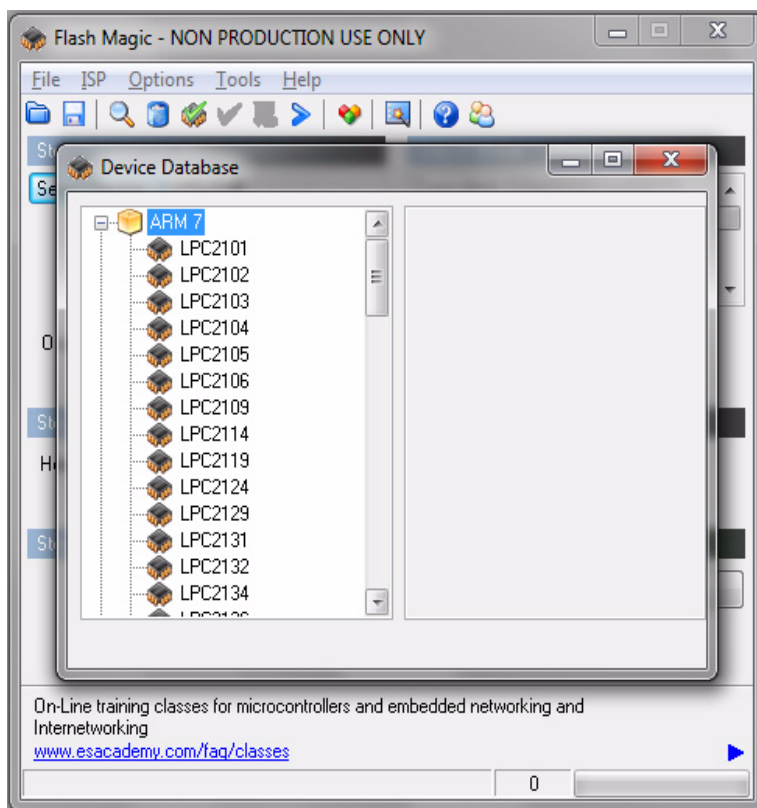 Flash Magic - NON PRODUCTION USE ONLY
File ISP Options Tools Help
Device Database
ARM 7
LPC2101
LPC2102
LPC2103
LPC2104
LPC2105
LPC2106
LPC2109
LPC2114
LPC2119
LPC2124
LPC2129
LPC2131
LPC2132
LPC2134
On-Line training classes for microcontrollers and embedded networking and
Internetworking
www.esacademy.com/faq/classes
0